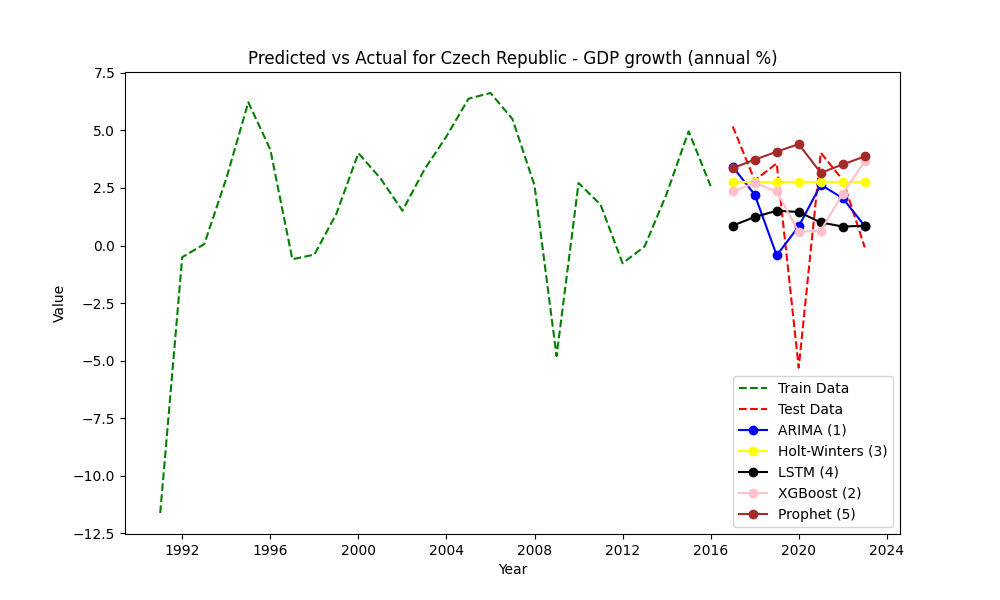 Predicted vs Actual for Czech Republic - GDP growth (annual %)
7.5
5.0
2.5
0.0
−2.5
−5.0
−7.5
−10.0
−12.5
Value
Train Data
Test Data
ARIMA (1)
Holt-Winters (3)
LSTM (4)
XGBoost (2)
Prophet (5)
1992 1996 2000 2004 2008 2012 2016 2020 2024
Year